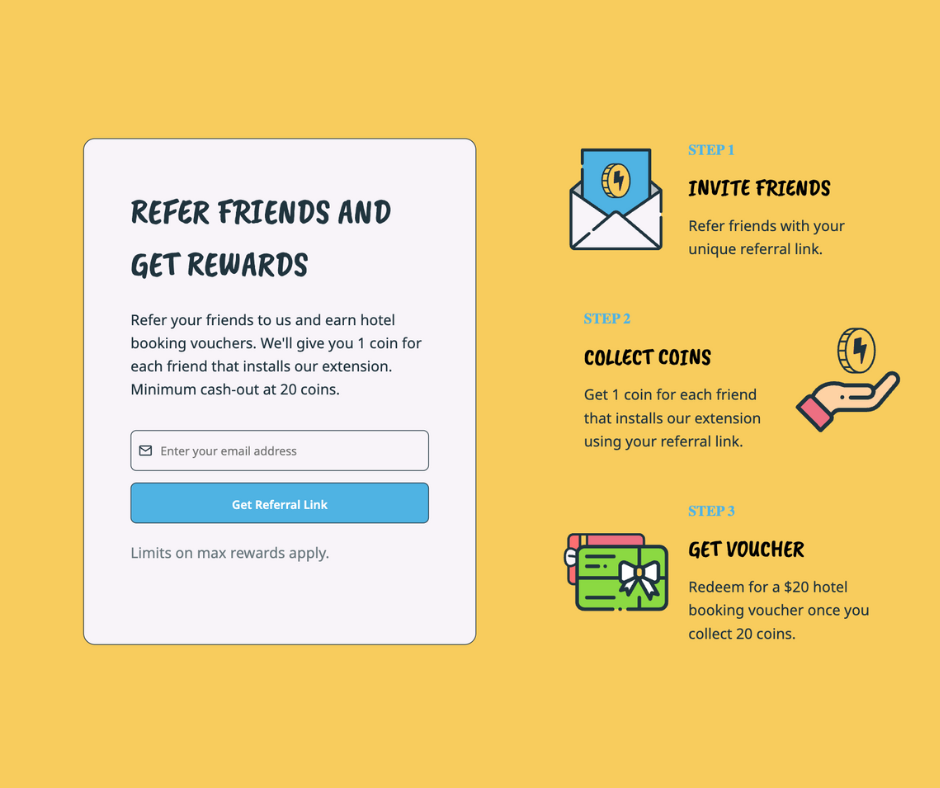 REFER FRIENDS AND
GET REWARDS
Refer your friends to us and earn hotel
booking vouchers. We'll give you 1 coin for
each friend that installs our extension.
Minimum cash-out at 20 coins.
Enter your email address
Get Referral Link
Limits on max rewards apply.
STEP 1
INVITE FRIENDS
Refer friends with your
unique referral link.
STEP 2
COLLECT COINS
Get 1 coin for each friend
that installs our extension
using your referral link.
STEP 3
GET VOUCHER
Redeem for a $20 hotel
booking voucher once you
collect 20 coins.